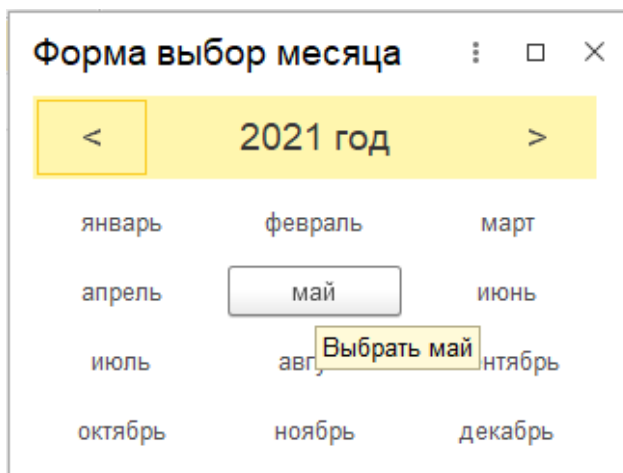 Форма выбор месяца
< 2021 год >
январь февраль март
апрель май июнь
Выбрать май
июль
октябрь ноябрь декабрь